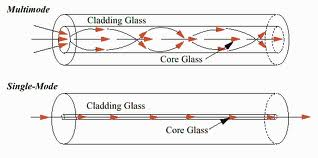 Multimode
Cladding Glass
Core Glass
Single-Mode
Cladding Glass
Core Glass